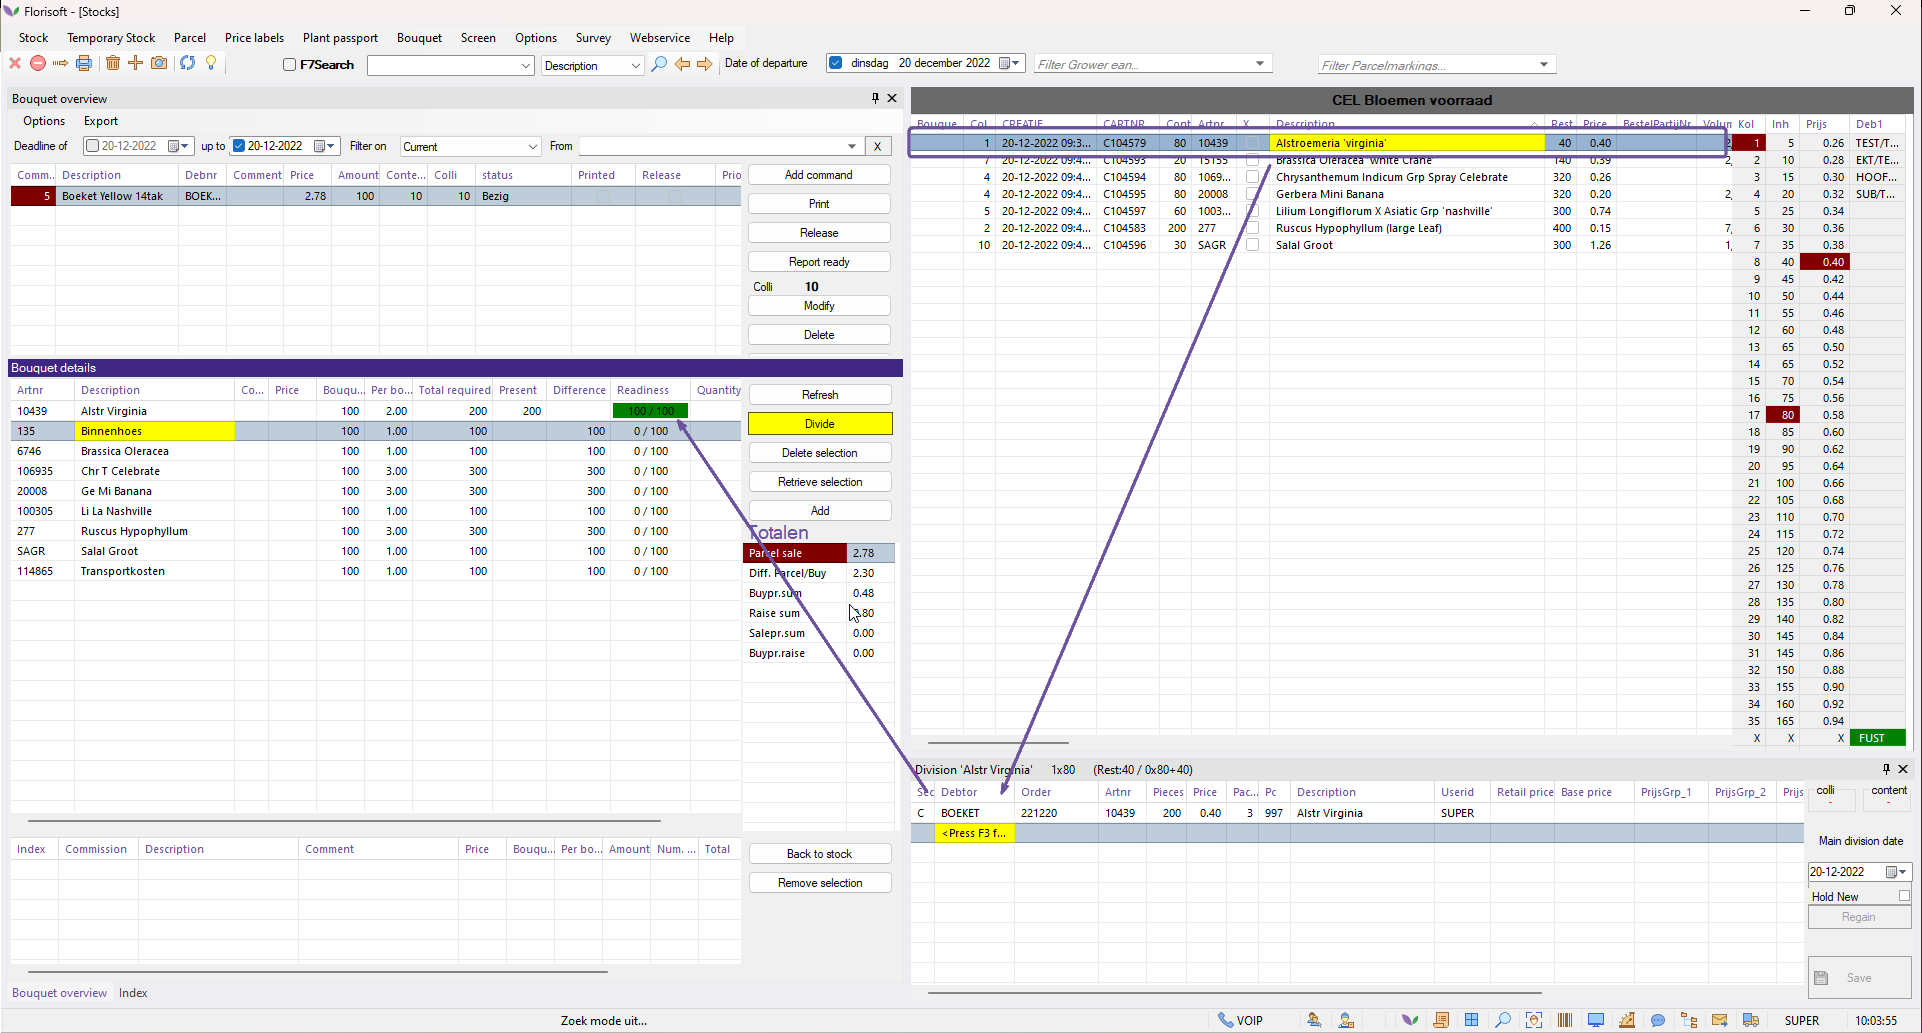 Florisoft - [Stocks]
Stock Temporary Stock Parcel Price labels Plant passport Bouquet Screen Options Survey Webservice Help
F7Search Description Date of departure dinsdag 20 december 2022 Filter Grower ean... Filter Parcelmarkings...
Bouquet overview
Options Export
Deadline of 20-12-2022 up to 20-12-2022 Filter on Current From X
Comm... Description Debnr Comment Price Amount Conte... Colli status Printed Release Prio
5 Boeket Yellow 14tak BOEK... 2.78 100 10 10 Bezig
Add command
Print
Release
Report ready
Colli 10
Modify
Delete
Bouquet details
Artnr Description Co... Price Bouqu... Per bo... Total required Present Difference Readiness Quantity
10439 Alstr Virginia 100 2.00 200 200 100 / 100
135 Binnenhoes 100 1.00 100 100 0 / 100
6746 Brassica Oleracea 100 1.00 100 100 0 / 100
106935 Chr T Celebrate 100 3.00 300 300 0 / 100
20008 Ge Mi Banana 100 3.00 300 300 0 / 100
100305 Li La Nashville 100 1.00 100 100 0 / 100
277 Ruscus Hypophyllum 100 3.00 300 300 0 / 100
SAGR Salal Groot 100 1.00 100 100 0 / 100
114865 Transportkosten 100 1.00 100 100 0 / 100
Refresh
Divide
Delete selection
Retrieve selection
Add
Totalen
Parcel sale 2.78
Diff. Parcel/Buy 2.30
Buypr.sum 0.48
Raise sum
Salepr.sum 0.00
Buypr.raise 0.00
Index Commission Description Comment Price Bouqu... Per bo... Amount Num. ... Total
Back to stock
Remove selection
Bouquet overview Index
CEL Bloemen voorraad
Bouque Col CREATIE CARTNR Cont Artnr X Description Rest Price BestelPartijNr Volum Kol Inh Prijs Deb1
1 20-12-2022 09:3... C104579 80 10439 Alstroemeria 'virginia' 40 0.40 2, 1 5 0.26 TEST/T...
7 20-12-2022 09:4... C104593 20 15155 Brassica Oleracea 'White Crane' 140 0.39 2, 2 10 0.28 EKT/TE...
4 20-12-2022 09:4... C104594 80 1069... Chrysanthemum Indicum Grp Spray Celebrate 320 0.26 3 15 0.30 HOOF...
4 20-12-2022 09:4... C104595 80 20008 Gerbera Mini Banana 320 0.20 2, 4 20 0.32 SUB/T...
5 20-12-2022 09:4... C104597 60 1003... Lilium Longiflorum X Asiatic Grp 'nashville' 300 0.74 5 25 0.34
2 20-12-2022 09:4... C104583 200 277 Ruscus Hypophyllum (large Leaf) 400 0.15 7, 6 30 0.36
10 20-12-2022 09:4... C104596 30 SAGR Salal Groot 300 1.26 1, 7 35 0.38
8 40 0.40
9 45 0.42
10 50 0.44
11 55 0.46
12 60 0.48
13 65 0.50
14 65 0.52
15 70 0.54
16 75 0.56
17 80 0.58
18 85 0.60
19 90 0.62
20 95 0.64
21 100 0.66
22 105 0.68
23 110 0.70
24 115 0.72
25 120 0.74
26 125 0.76
27 130 0.78
28 135 0.80
29 140 0.82
30 145 0.84
31 145 0.86
32 150 0.88
33 155 0.90
34 160 0.92
35 165 0.94
X X X FUST
Division 'Alstr Virginia' 1x80 (Rest:40 / 0x80+40)
Sec Debtor Order Artnr Pieces Price Pac... Pc Description Userid Retail price Base price PrijsGrp_1 PrijsGrp_2 Prijs
C BOEKET 221220 10439 200 0.40 3 997 Alstr Virginia SUPER
<Press F3 f...
colli content
- -
Main division date
20-12-2022
Hold New
Regain
Save
Zoek mode uit... VOIP SUPER 10:03:55